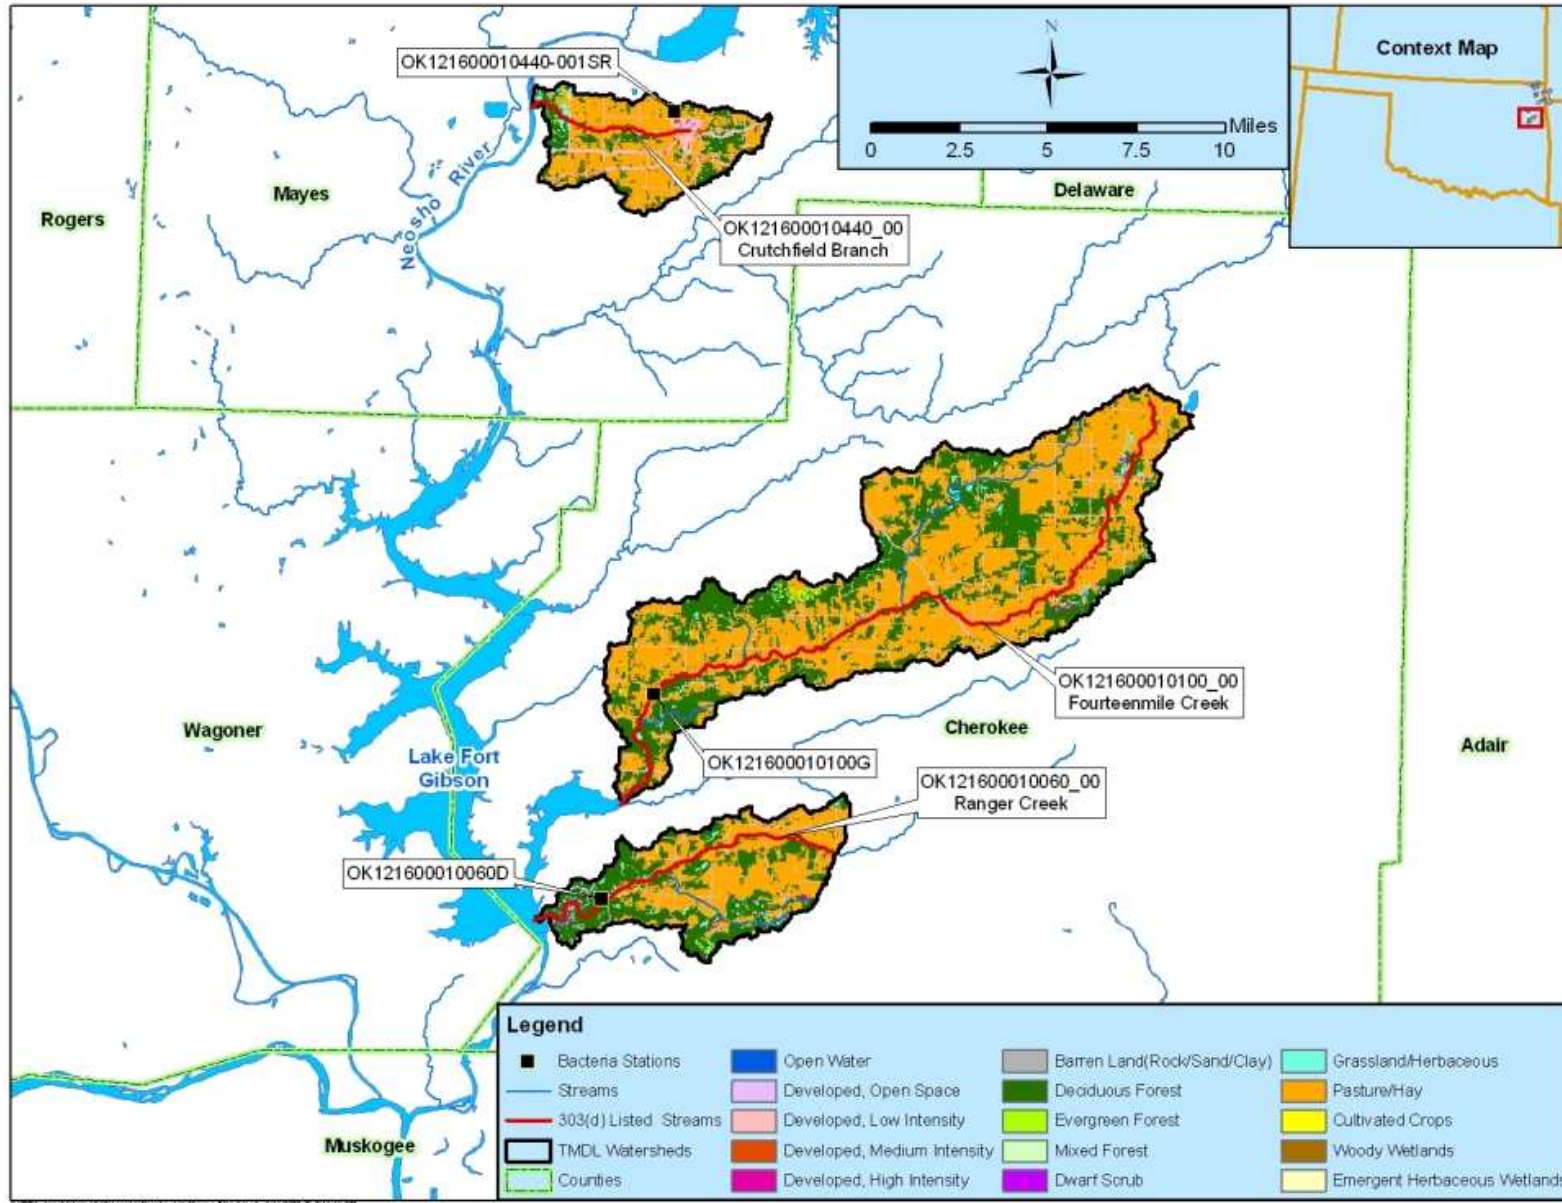 OK121600010440-001SR
N
Miles
0 2.5 5 7.5 10
Context Map
Rogers
Mayes
Neosho River
Delaware
OK121600010440_00
Crutchfield Branch
OK121600010100_00
Fourteenmile Creek
Wagoner
Cherokee
Adair
Lake Fort
Gibson
OK121600010100G
OK121600010060_00
Ranger Creek
OK121600010060D
Muskogee
Legend
Bacteria Stations
Streams
303(d) Listed Streams
TMDL Watersheds
Counties
Open Water
Developed, Open Space
Developed, Low Intensity
Developed, Medium Intensity
Developed, High Intensity
Barren Land(Rock/Sand/Clay)
Deciduous Forest
Evergreen Forest
Mixed Forest
Dwarf Scrub
Grassland/Herbaceous
Pasture/Hay
Cultivated Crops
Woody Wetlands
Emergent Herbaceous Wetlands